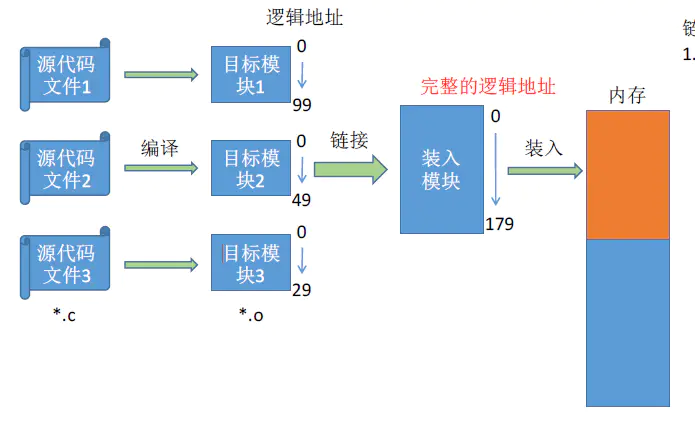 逻辑地址
链
1.
源代码
文件1
目标模
块1
0
99
完整的逻辑地址
内存
源代码
文件2
编译
目标模
块2
0
49
链接
装入
模块
0
179
装入
源代码
文件3
目标模
块3
0
29
*.c
*.o